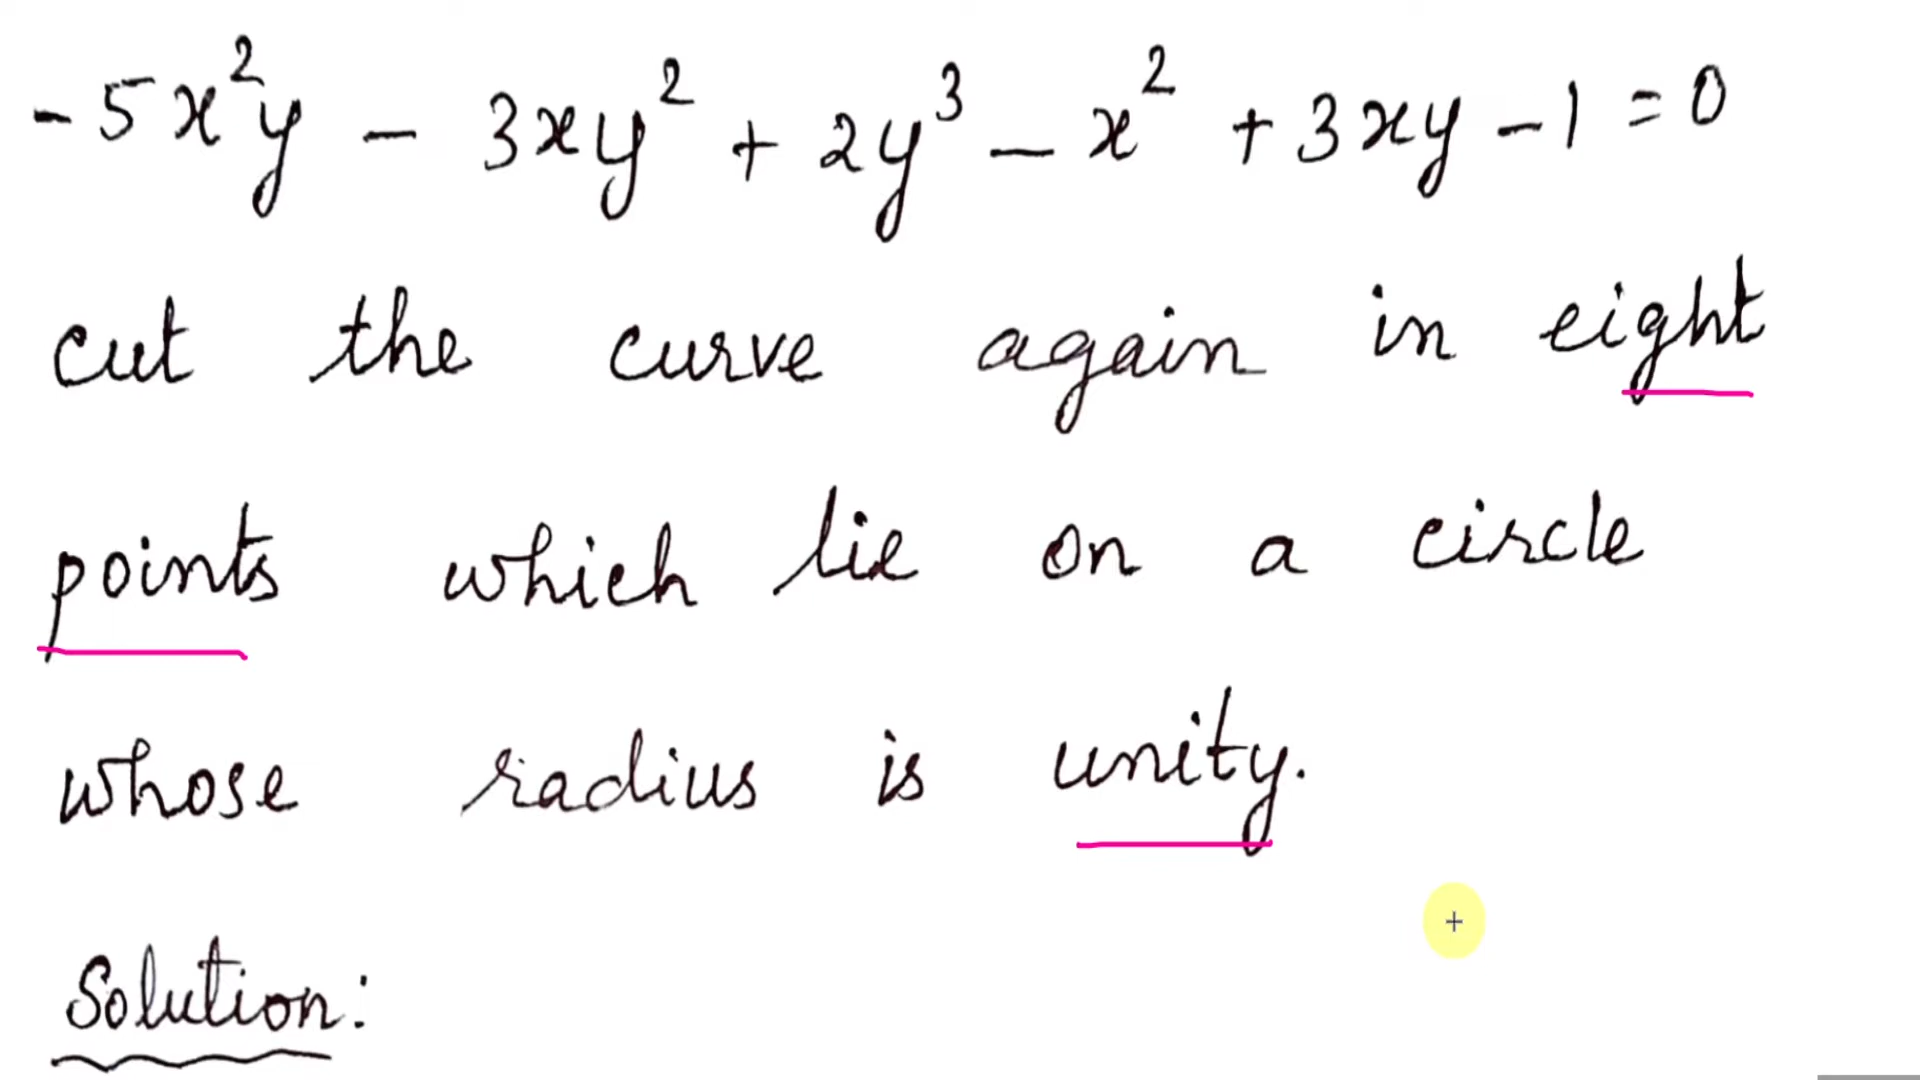 - 5x²y - 3xy² + 2y³ - x² + 3xy - 1 = 0
cut the curve again in eight
points which lie on a circle
whose radius is unity.
Solution: